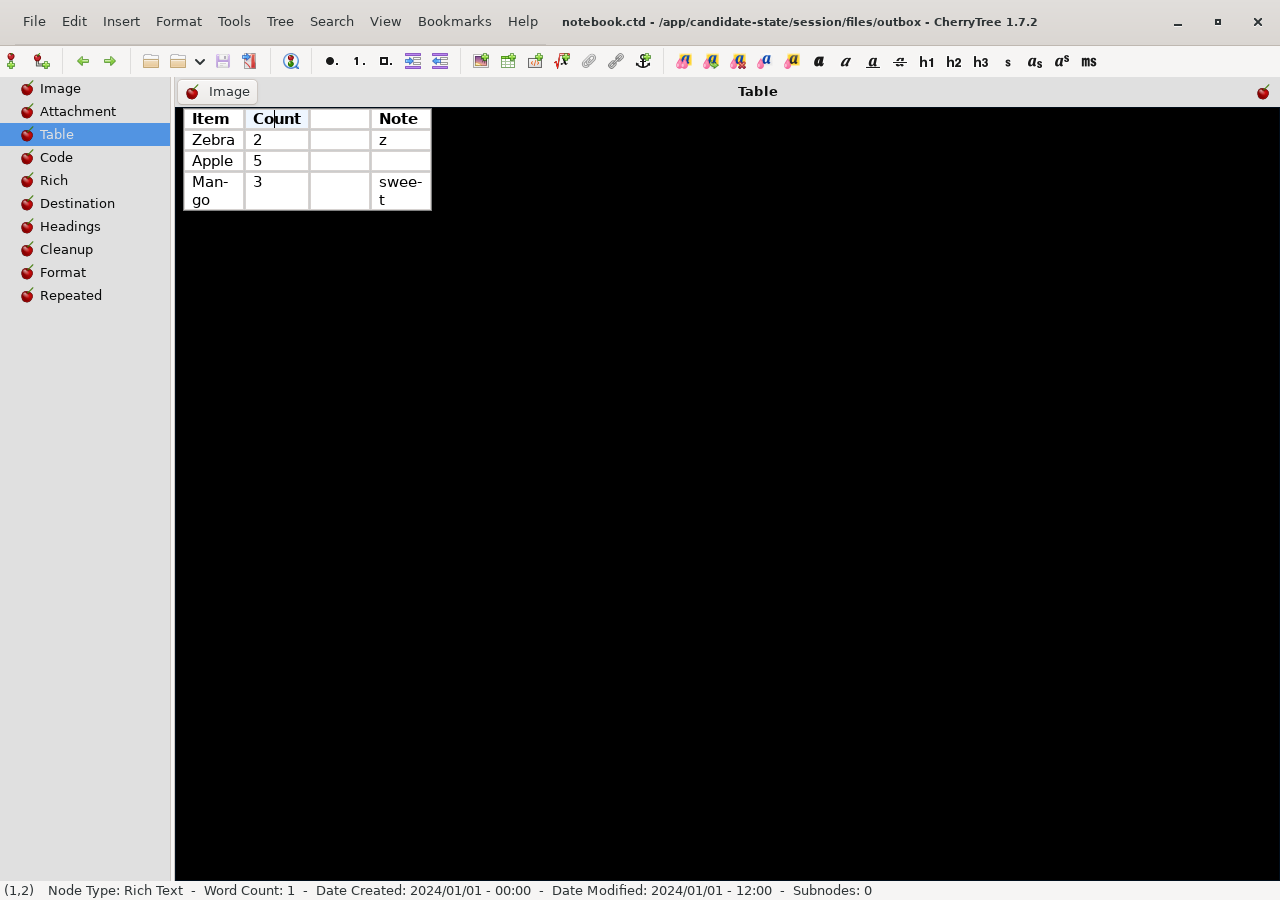 File Edit Insert Format Tools Tree Search View Bookmarks Help notebook.ctd - /app/candidate-state/session/files/outbox - CherryTree 1.7.2
1. a a a a a a a a a h1 h2 h3 s as as ms
Image
Attachment
Table
Code
Rich
Destination
Headings
Cleanup
Format
Repeated
Image Table
Item Count Note
Zebra 2 z
Apple 5
Man- 3 swee-
go t
(1,2) Node Type: Rich Text - Word Count: 1 - Date Created: 2024/01/01 - 00:00 - Date Modified: 2024/01/01 - 12:00 - Subnodes: 0